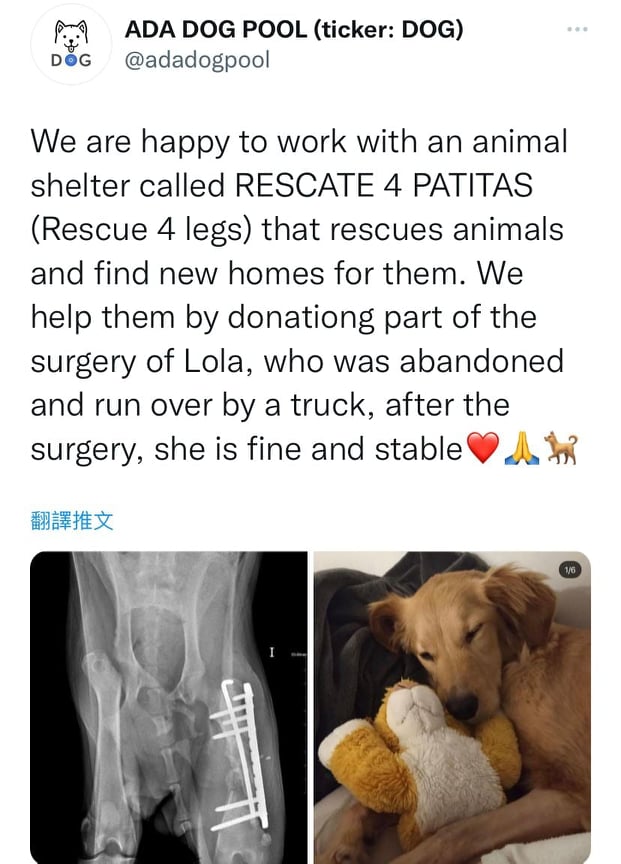 ADA DOG POOL (ticker: DOG)
DOG
@adadogpool
We are happy to work with an animal
shelter called RESCATE 4 PATITAS
(Rescue 4 legs) that rescues animals
and find new homes for them. We
help them by donationg part of the
surgery of Lola, who was abandoned
and run over by a truck, after the
surgery, she is fine and stable❤️🙏🐕
翻譯推文
I
1/6